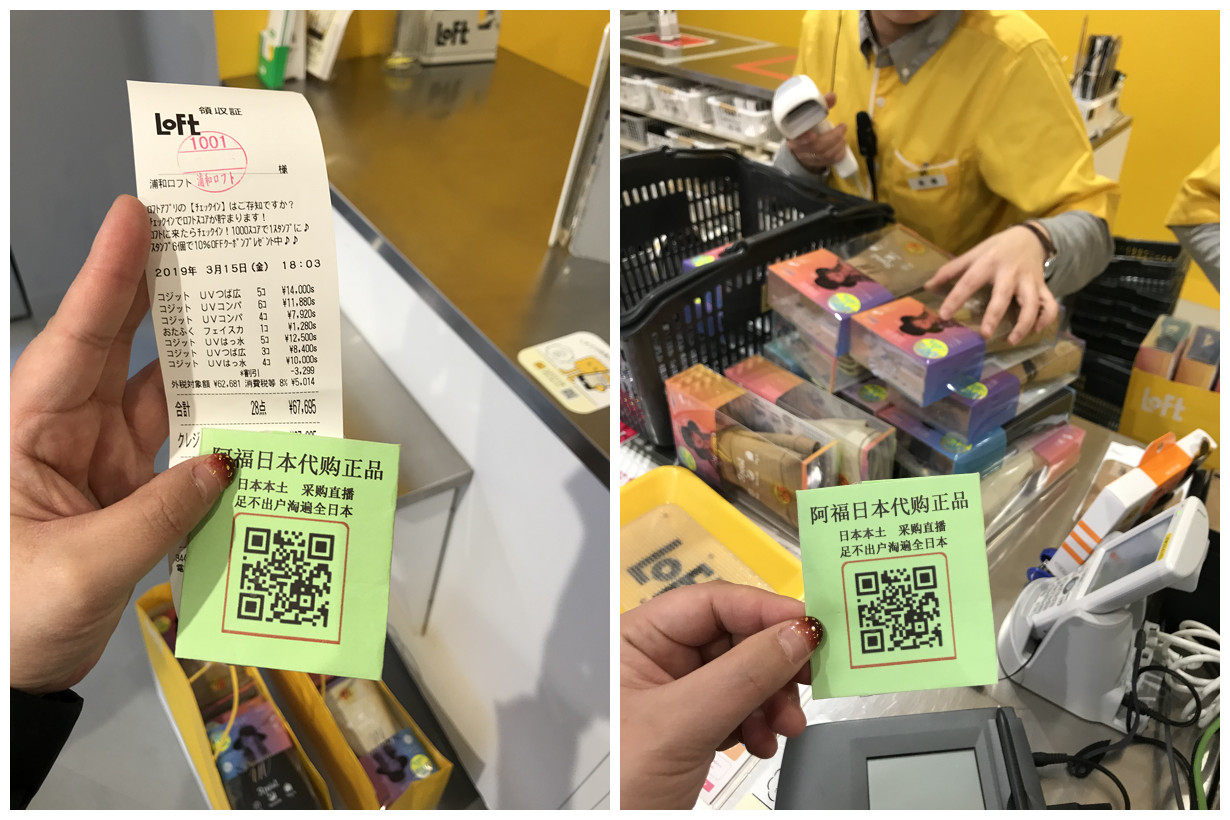 LoFt
領収証
LoFt
1001
様
浦和ロフト
浦和ロフト
ロフトアプリの【チェックイン】はご存知ですか？
チェックインでロフトスコアが貯まります！
ロフトに来たらチェックイン！1000スコアで1スタンプに♪
スタンプ6個で10%OFFクーポンプレゼント中♪♪
2019年 3月15日(金) 18:03
コジット UVつば広 5コ ¥14,000s
コジット UVコンパ 6コ ¥11,880s
コジット UVコンパ 4コ ¥7,920s
おたふく フェイスカ 1コ ¥1,280s
コジット UVはっ水 5コ ¥12,500s
コジット UVつば広 3コ ¥8,400s
コジット UVはっ水 4コ ¥10,000s
*割引 -3,299
外税対象額 ¥62,681 消費税等 8% ¥5,014
合計 28点 ¥67,695
クレジ
阿福日本代购正品
日本本土 采购直播
足不出户淘遍全日本
阿福日本代购正品
日本本土 采购直播
足不出户淘遍全日本
LoFt
LoFt